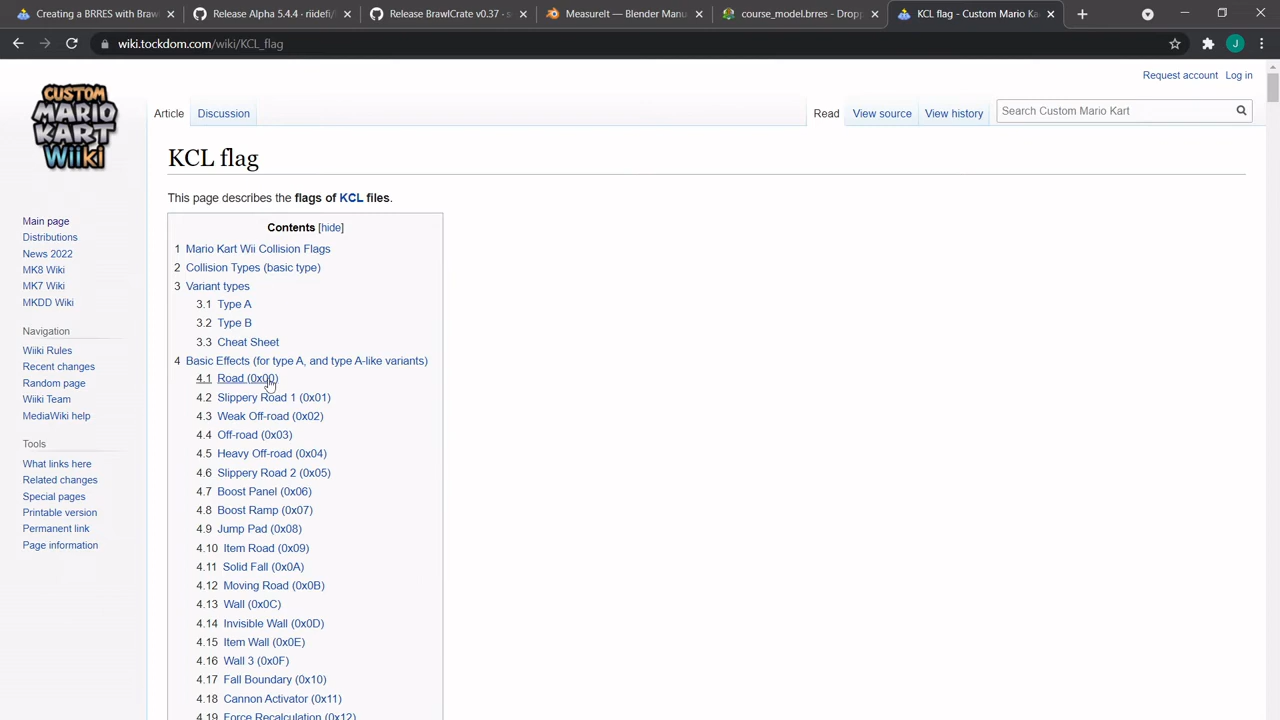 Creating a BRRES with Brawl
Release Alpha 5.4.4 · riidefi/
Release BrawlCrate v0.37 · s
MeasureIt — Blender Manu
course_model.brres - Dropp
KCL flag - Custom Mario Ka
wiki.tockdom.com/wiki/KCL_flag
J
Request account Log in
CUSTOM
MARIO
KART
Wiiki
Article Discussion Read View source View history Search Custom Mario Kart
KCL flag
This page describes the flags of KCL files.
Contents [hide]
1 Mario Kart Wii Collision Flags
2 Collision Types (basic type)
3 Variant types
3.1 Type A
3.2 Type B
3.3 Cheat Sheet
4 Basic Effects (for type A, and type A-like variants)
4.1 Road (0x00)
4.2 Slippery Road 1 (0x01)
4.3 Weak Off-road (0x02)
4.4 Off-road (0x03)
4.5 Heavy Off-road (0x04)
4.6 Slippery Road 2 (0x05)
4.7 Boost Panel (0x06)
4.8 Boost Ramp (0x07)
4.9 Jump Pad (0x08)
4.10 Item Road (0x09)
4.11 Solid Fall (0x0A)
4.12 Moving Road (0x0B)
4.13 Wall (0x0C)
4.14 Invisible Wall (0x0D)
4.15 Item Wall (0x0E)
4.16 Wall 3 (0x0F)
4.17 Fall Boundary (0x10)
4.18 Cannon Activator (0x11)
4.19 Force Recalculation (0x12)
Main page
Distributions
News 2022
MK8 Wiki
MK7 Wiki
MKDD Wiki
Navigation
Wiiki Rules
Recent changes
Random page
Wiiki Team
MediaWiki help
Tools
What links here
Related changes
Special pages
Printable version
Permanent link
Page information